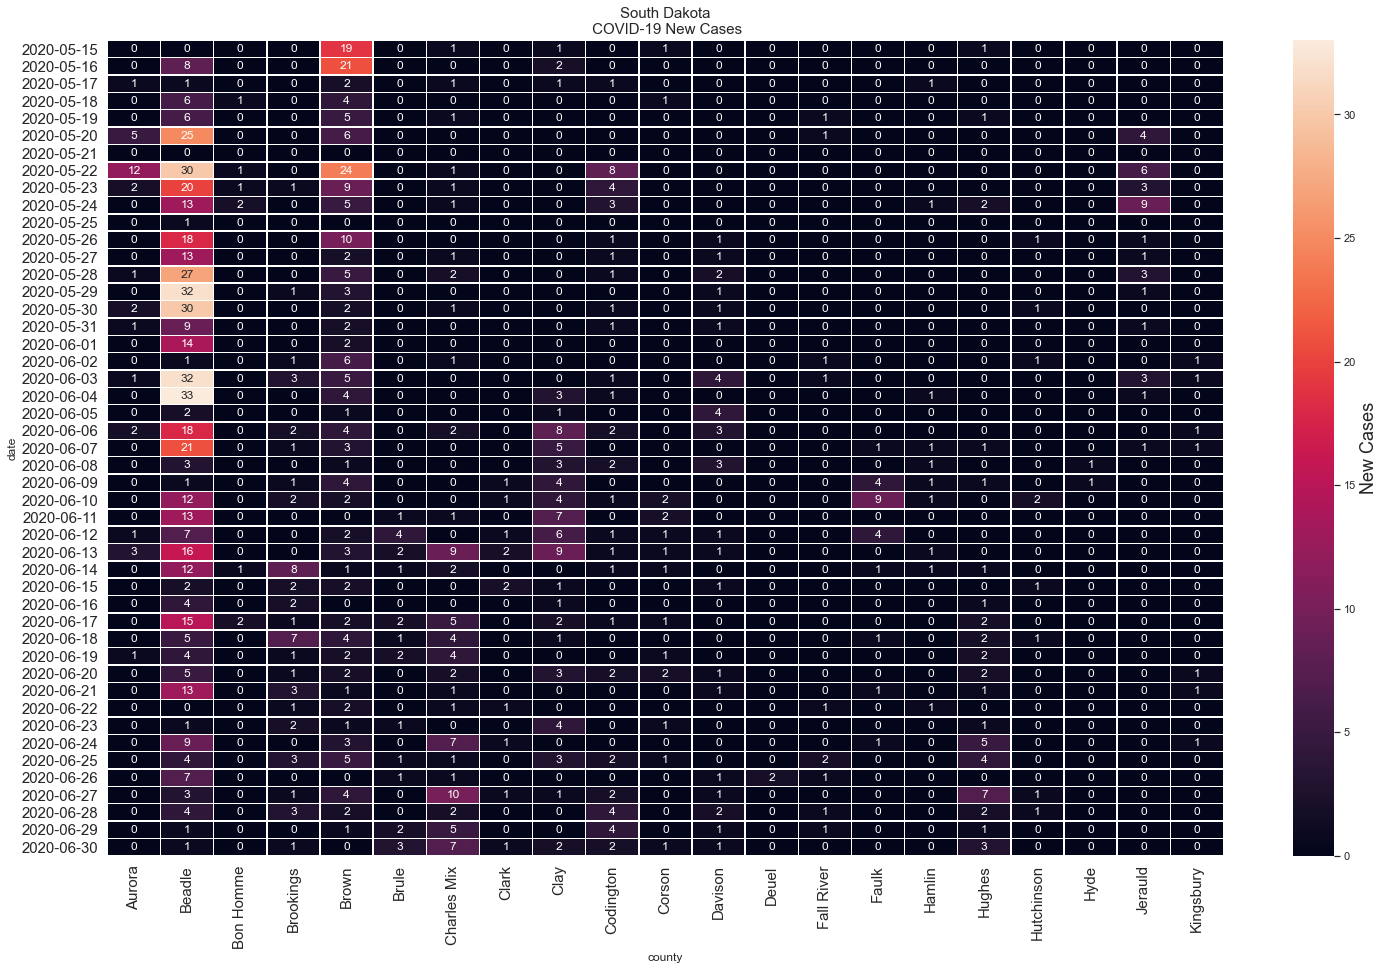 South Dakota
COVID-19 New Cases
2020-05-15 0 0 0 0 19 0 1 0 1 0 1 0 0 0 0 0 1 0 0 0 0
2020-05-16 0 8 0 0 21 0 0 0 2 0 0 0 0 0 0 0 0 0 0 0 0
2020-05-17 1 1 0 0 2 0 1 0 1 1 0 0 0 0 0 1 0 0 0 0 0
2020-05-18 0 6 1 0 4 0 0 0 0 0 1 0 0 0 0 0 0 0 0 0 0
2020-05-19 0 6 0 0 5 0 1 0 0 0 0 0 0 1 0 0 1 0 0 0 0
2020-05-20 5 25 0 0 6 0 0 0 0 0 0 0 0 1 0 0 0 0 0 4 0
2020-05-21 0 0 0 0 0 0 0 0 0 0 0 0 0 0 0 0 0 0 0 0 0
2020-05-22 12 30 1 0 24 0 1 0 0 8 0 0 0 0 0 0 0 0 0 6 0
2020-05-23 2 20 1 1 9 0 1 0 0 4 0 0 0 0 0 0 0 0 0 3 0
2020-05-24 0 13 2 0 5 0 1 0 0 3 0 0 0 0 0 1 2 0 0 9 0
2020-05-25 0 1 0 0 0 0 0 0 0 0 0 0 0 0 0 0 0 0 0 0 0
2020-05-26 0 18 0 0 10 0 0 0 0 1 0 1 0 0 0 0 0 1 0 1 0
2020-05-27 0 13 0 0 2 0 1 0 0 1 0 1 0 0 0 0 0 0 0 1 0
2020-05-28 1 27 0 0 5 0 2 0 0 1 0 2 0 0 0 0 0 0 0 3 0
2020-05-29 0 32 0 1 3 0 0 0 0 0 0 1 0 0 0 0 0 0 0 1 0
2020-05-30 2 30 0 0 2 0 1 0 0 1 0 1 0 0 0 0 0 1 0 0 0
2020-05-31 1 9 0 0 2 0 0 0 0 1 0 1 0 0 0 0 0 0 0 1 0
2020-06-01 0 14 0 0 2 0 0 0 0 0 0 0 0 0 0 0 0 0 0 0 0
2020-06-02 0 1 0 1 6 0 1 0 0 0 0 0 0 1 0 0 0 1 0 0 1
2020-06-03 1 32 0 3 5 0 0 0 0 1 0 4 0 1 0 0 0 0 0 3 1
2020-06-04 0 33 0 0 4 0 0 0 3 1 0 0 0 0 0 1 0 0 0 1 0
2020-06-05 0 2 0 0 1 0 0 0 1 0 0 4 0 0 0 0 0 0 0 0 0
2020-06-06 2 18 0 2 4 0 2 0 8 2 0 3 0 0 0 0 0 0 0 0 1
2020-06-07 0 21 0 1 3 0 0 0 5 0 0 0 0 0 1 1 1 0 0 1 1
2020-06-08 0 3 0 0 1 0 0 0 3 2 0 3 0 0 0 1 0 0 1 0 0
2020-06-09 0 1 0 1 4 0 0 1 4 0 0 0 0 0 4 1 1 0 1 0 0
2020-06-10 0 12 0 2 2 0 0 1 4 1 2 0 0 0 9 1 0 2 0 0 0
2020-06-11 0 13 0 0 0 1 1 0 7 0 2 0 0 0 0 0 0 0 0 0 0
2020-06-12 1 7 0 0 2 4 0 1 6 1 1 1 0 0 4 0 0 0 0 0 0
2020-06-13 3 16 0 0 3 2 9 2 9 1 1 1 0 0 0 1 0 0 0 0 0
2020-06-14 0 12 1 8 1 1 2 0 0 1 1 0 0 0 1 1 1 0 0 0 0
2020-06-15 0 2 0 2 2 0 0 2 1 0 0 1 0 0 0 0 0 1 0 0 0
2020-06-16 0 4 0 2 0 0 0 0 1 0 0 0 0 0 0 0 1 0 0 0 0
2020-06-17 0 15 2 1 2 2 5 0 2 1 1 0 0 0 0 0 2 0 0 0 0
2020-06-18 0 5 0 7 4 1 4 0 1 0 0 0 0 0 1 0 2 1 0 0 0
2020-06-19 1 4 0 1 2 2 4 0 0 0 1 0 0 0 0 0 2 0 0 0 0
2020-06-20 0 5 0 1 2 0 2 0 3 2 2 1 0 0 0 0 2 0 0 0 1
2020-06-21 0 13 0 3 1 0 1 0 0 0 0 1 0 0 1 0 1 0 0 0 1
2020-06-22 0 0 0 1 2 0 1 1 0 0 0 0 0 1 0 1 0 0 0 0 0
2020-06-23 0 1 0 2 1 1 0 0 4 0 1 0 0 0 0 0 1 0 0 0 0
2020-06-24 0 9 0 0 3 0 7 1 0 0 0 0 0 0 1 0 5 0 0 0 1
2020-06-25 0 4 0 3 5 1 1 0 3 2 1 0 0 2 0 0 4 0 0 0 0
2020-06-26 0 7 0 0 0 1 1 0 0 0 0 1 2 1 0 0 0 0 0 0 0
2020-06-27 0 3 0 1 4 0 10 1 1 2 0 1 0 0 0 0 7 1 0 0 0
2020-06-28 0 4 0 3 2 0 2 0 0 4 0 2 0 1 0 0 2 1 0 0 0
2020-06-29 0 1 0 0 1 2 5 0 0 4 0 1 0 1 0 0 1 0 0 0 0
2020-06-30 0 1 0 1 0 3 7 1 2 2 1 1 0 0 0 0 3 0 0 0 0
date
Aurora Beadle Bon Homme Brookings Brown Brule Charles Mix Clark Clay Codington Corson Davison Deuel Fall River Faulk Hamlin Hughes Hutchinson Hyde Jerauld Kingsbury
county
30
25
20
15
10
5
0
New Cases